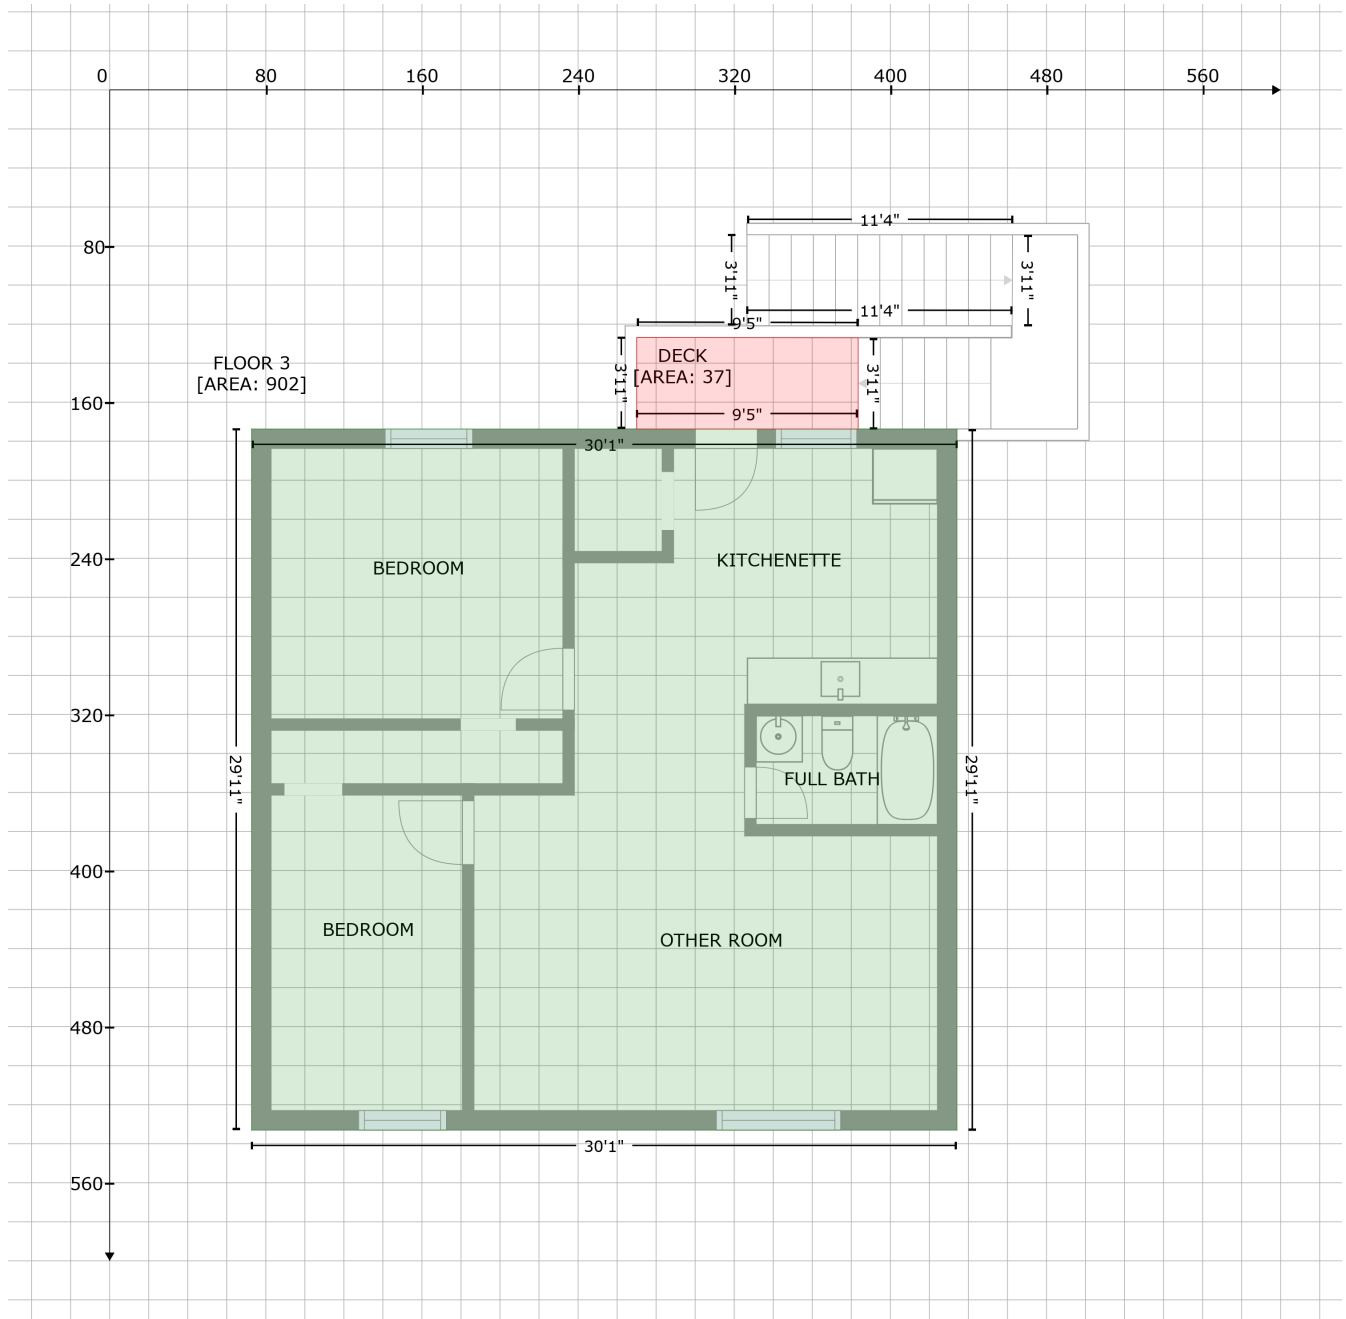 0 80 160 240 320 400 480 560
80
11'4"
3'11"
3'11"
11'4"
9'5"
DECK
[AREA: 37]
3'11"
3'11"
9'5"
FLOOR 3
[AREA: 902]
160
30'1"
240
BEDROOM
KITCHENETTE
320
29'11"
29'11"
FULL BATH
400
BEDROOM
OTHER ROOM
480
30'1"
560